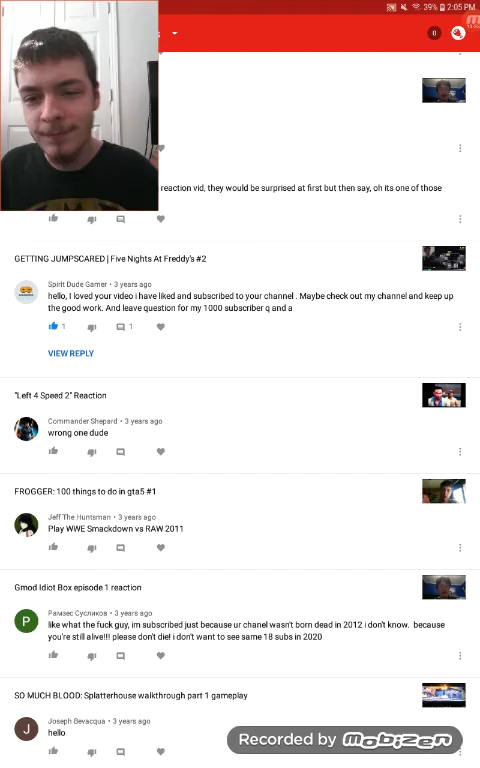 39% 2:05 PM
0
reaction vid, they would be surprised at first but then say, oh its one of those
GETTING JUMPSCARED | Five Nights At Freddy's #2
Spirit Dude Gamer • 3 years ago
hello, I loved your video i have liked and subscribed to your channel . Maybe check out my channel and keep up
the good work. And leave question for my 1000 subscriber q and a
1 1
VIEW REPLY
"Left 4 Speed 2" Reaction
Commander Shepard • 3 years ago
wrong one dude
FROGGER: 100 things to do in gta5 #1
Jeff The Huntsman • 3 years ago
Play WWE Smackdown vs RAW 2011
Gmod Idiot Box episode 1 reaction
P
Рамзес Сусликов • 3 years ago
like what the fuck guy, im subscribed just because ur chanel wasn't born dead in 2012 i don't know. because
you're still alive!!! please don't die! i don't want to see same 18 subs in 2020
SO MUCH BLOOD: Splatterhouse walkthrough part 1 gameplay
J
Joseph Bevacqua • 3 years ago
hello
Recorded by Mobizen